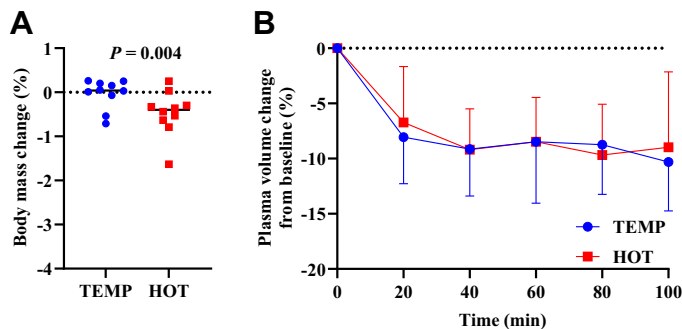 A
P = 0.004
Body mass change (%)
1
0
-1
-2
-3
-4
TEMP
HOT
B
Plasma volume change
from baseline (%)
0
-5
-10
-15
-20
TEMP
HOT
0
20
40
60
80
100
Time (min)